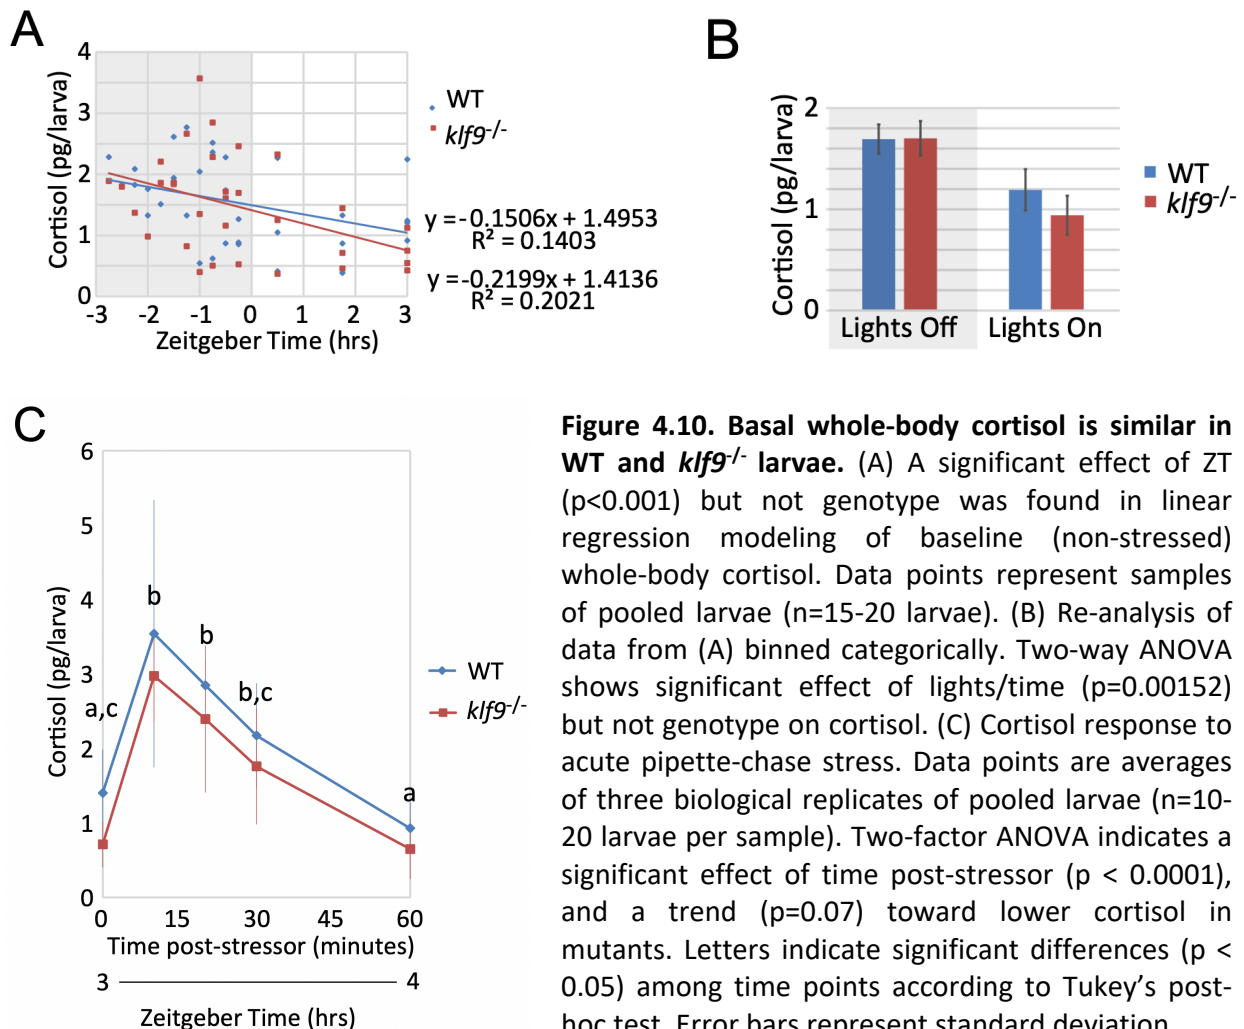 A
4
3
2
1
0
Cortisol (pg/larva)
-3 -2 -1 0 1 2 3
Zeitgeber Time (hrs)
WT
klf9-/-
y =-0.1506x + 1.4953
R² = 0.1403
y =-0.2199x + 1.4136
R² = 0.2021
B
2
1
0
Cortisol (pg/larva)
Lights Off Lights On
WT
klf9-/-
C
6
5
4
3
2
1
0
Cortisol (pg/larva)
a,c
b
b
b,c
a
0 15 30 45 60
Time post-stressor (minutes)
3 4
Zeitgeber Time (hrs)
WT
klf9-/-
Figure 4.10. Basal whole-body cortisol is similar in
WT and klf9-/- larvae. (A) A significant effect of ZT
(p<0.001) but not genotype was found in linear
regression modeling of baseline (non-stressed)
whole-body cortisol. Data points represent samples
of pooled larvae (n=15-20 larvae). (B) Re-analysis of
data from (A) binned categorically. Two-way ANOVA
shows significant effect of lights/time (p=0.00152)
but not genotype on cortisol. (C) Cortisol response to
acute pipette-chase stress. Data points are averages
of three biological replicates of pooled larvae (n=10-
20 larvae per sample). Two-factor ANOVA indicates a
significant effect of time post-stressor (p < 0.0001),
and a trend (p=0.07) toward lower cortisol in
mutants. Letters indicate significant differences (p <
0.05) among time points according to Tukey's post-
hoc test. Error bars represent standard deviation